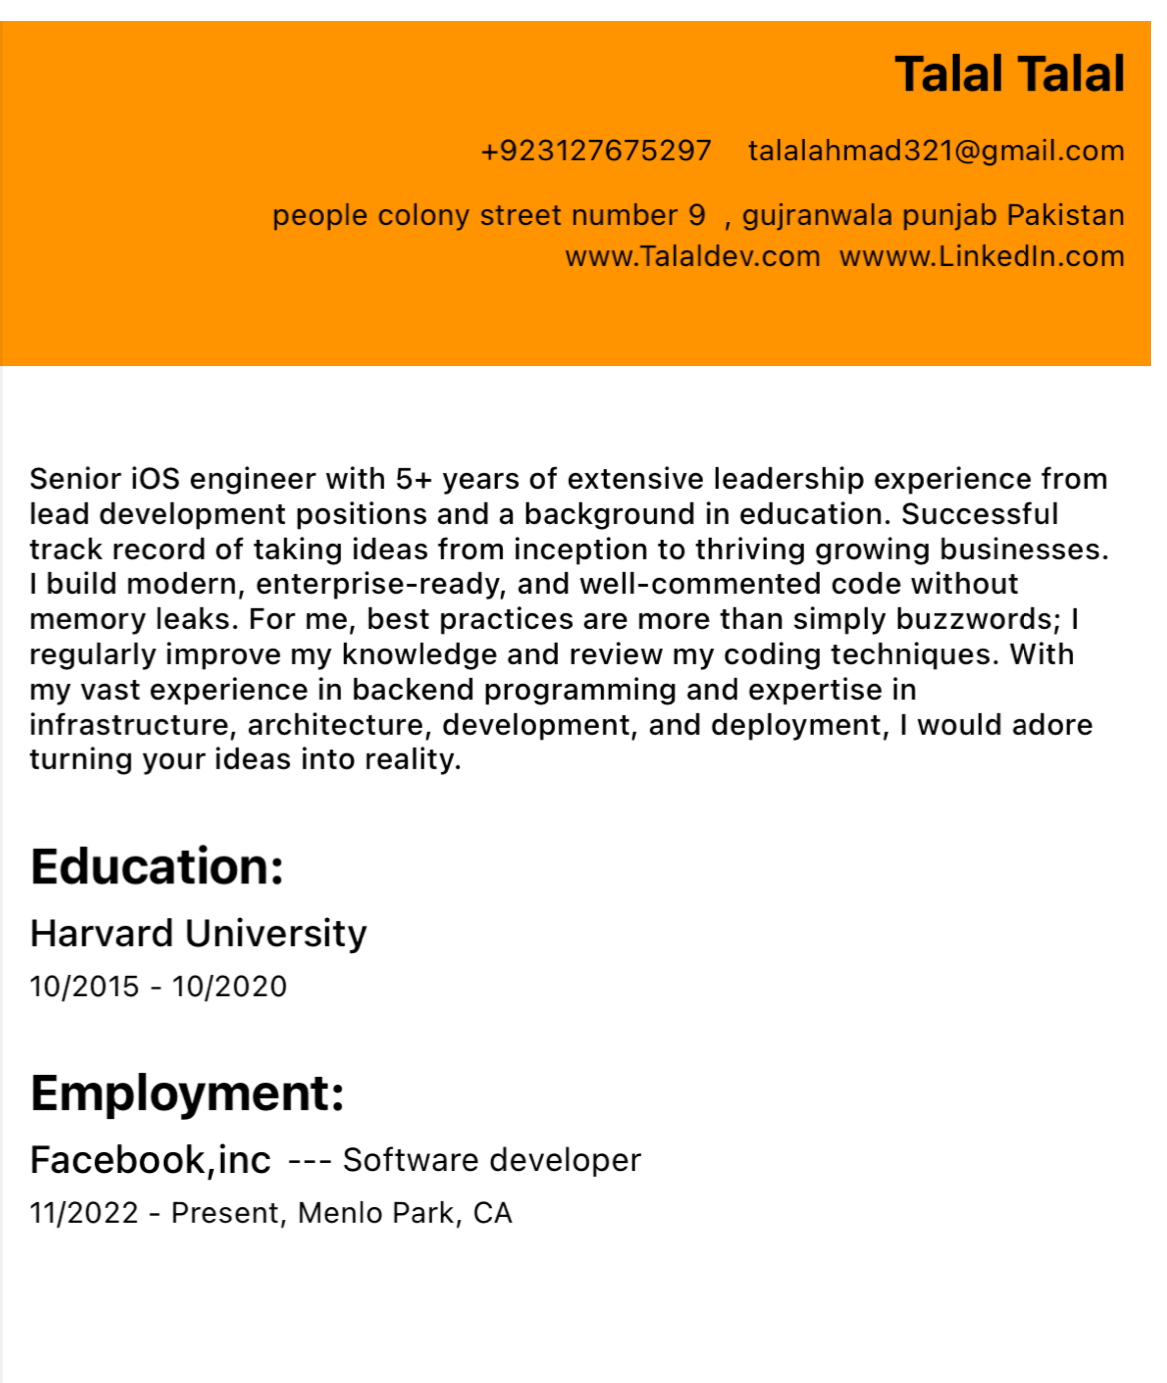 Talal Talal
+923127675297 talalahmad321@gmail.com
people colony street number 9 , gujranwala punjab Pakistan
www.Talaldev.com wwww.LinkedIn.com
Senior iOS engineer with 5+ years of extensive leadership experience from
lead development positions and a background in education. Successful
track record of taking ideas from inception to thriving growing businesses.
I build modern, enterprise-ready, and well-commented code without
memory leaks. For me, best practices are more than simply buzzwords; I
regularly improve my knowledge and review my coding techniques. With
my vast experience in backend programming and expertise in
infrastructure, architecture, development, and deployment, I would adore
turning your ideas into reality.
Education:
Harvard University
10/2015 - 10/2020
Employment:
Facebook,inc --- Software developer
11/2022 - Present, Menlo Park, CA